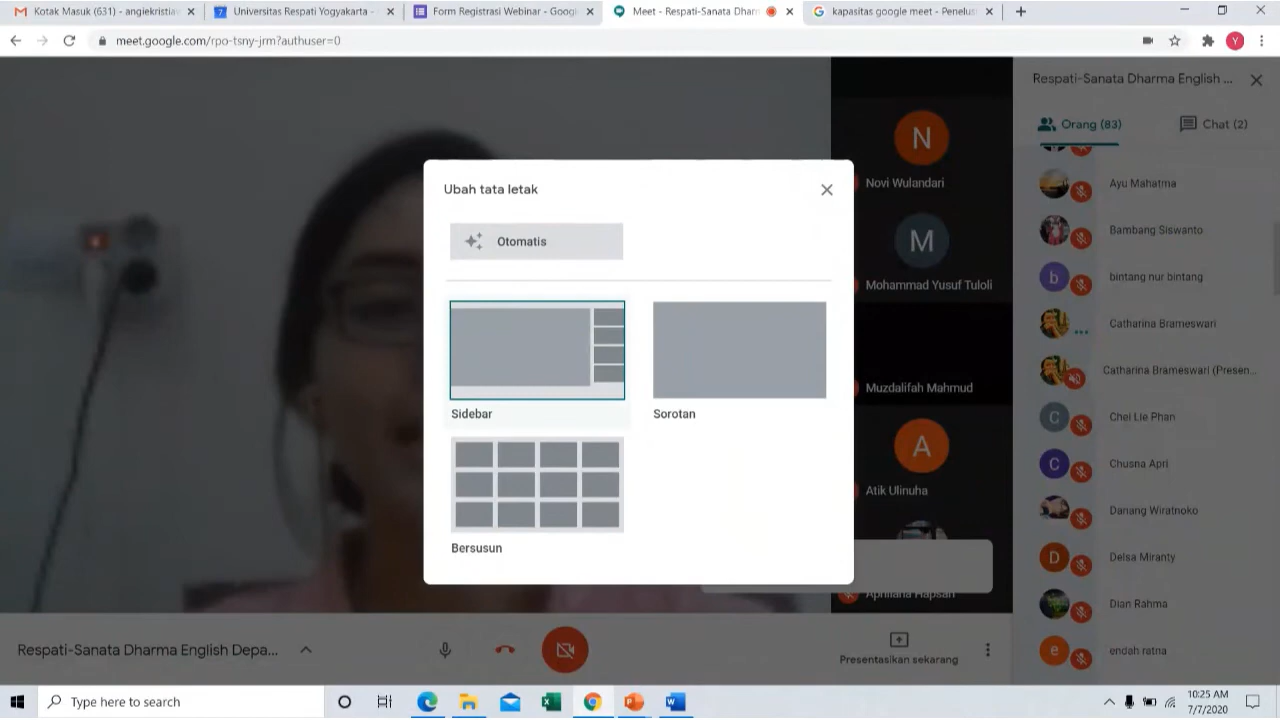 Kotak Masuk (631) - angiekristian
Universitas Respati Yogyakarta -
Form Registrasi Webinar - Googl
Meet - Respati-Sanata Dharm
kapasitas google meet - Penelus
meet.google.com/rpo-tsny-jrm?authuser=0
Y
Respati-Sanata Dharma English ...
Orang (83)
Chat (2)
N
Novi Wulandari
M
Mohammad Yusuf Tuloli
Muzdalifah Mahmud
A
Atik Ulinuha
Apriliana Hapsari
Ubah tata letak
Otomatis
Sidebar
Sorotan
Bersusun
Ayu Mahatma
Bambang Siswanto
b
bintang nur bintang
Catharina Brameswari
Catharina Brameswari (Presen...
C
Chei Lie Phan
C
Chusna Apri
Danang Wiratnoko
D
Delsa Miranty
Dian Rahma
e
endah ratna
Respati-Sanata Dharma English Depa...
Presentasikan sekarang
Type here to search
10:25 AM
7/7/2020